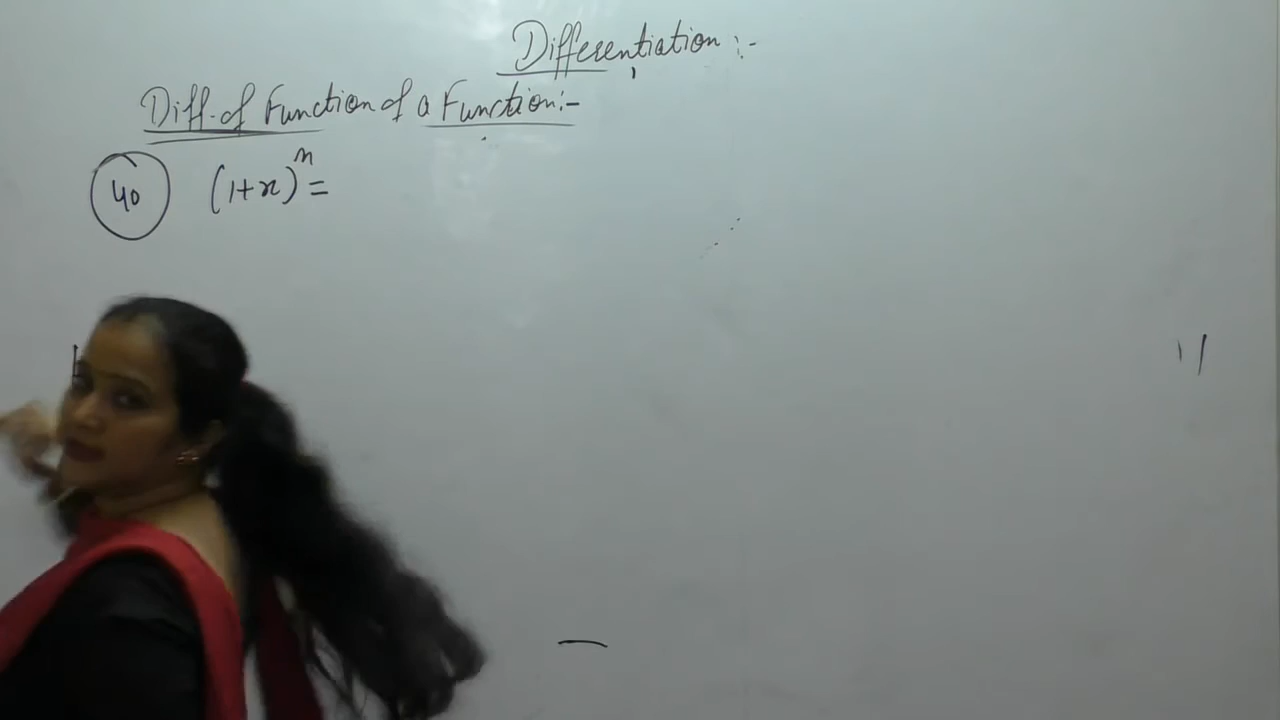 Differentiation :-
Diff. of Function of a Function:-
40 (1+x)^n =